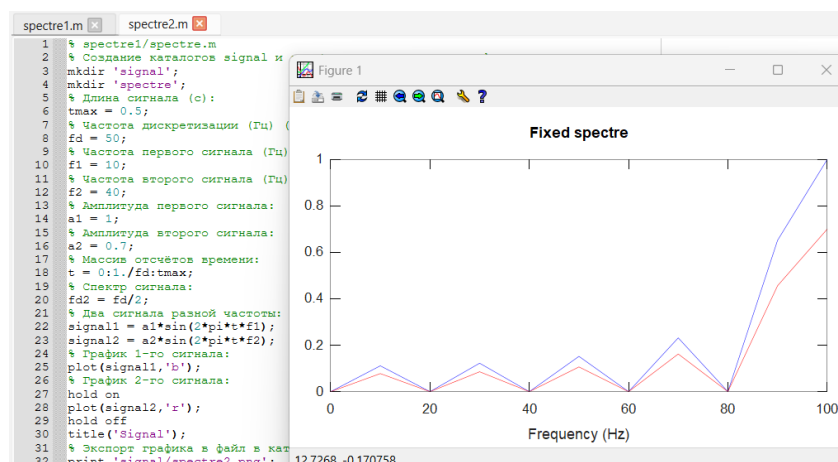 spectre1.m spectre2.m
1 % spectre1/spectre.m
2 % Создание каталогов signal и
3 mkdir 'signal';
4 mkdir 'spectre';
5 % Длина сигнала (с):
6 tmax = 0.5;
7 % Частота дискретизации (Гц) (
8 fd = 50;
9 % Частота первого сигнала (Гц)
10 f1 = 10;
11 % Частота второго сигнала (Гц)
12 f2 = 40;
13 % Амплитуда первого сигнала:
14 a1 = 1;
15 % Амплитуда второго сигнала:
16 a2 = 0.7;
17 % Массив отсчётов времени:
18 t = 0:1./fd:tmax;
19 % Спектр сигнала:
20 fd2 = fd/2;
21 % Два сигнала разной частоты:
22 signal1 = a1*sin(2*pi*t*f1);
23 signal2 = a2*sin(2*pi*t*f2);
24 % График 1-го сигнала:
25 plot(signal1,'b');
26 % График 2-го сигнала:
27 hold on
28 plot(signal2,'r');
29 hold off
30 title('Signal');
31 % Экспорт графика в файл в кат
32 print 'signal/spectre2.png';
Figure 1
Fixed spectre
1
0.8
0.6
0.4
0.2
0
0 20 40 60 80 100
Frequency (Hz)
12.7268, -0.170758